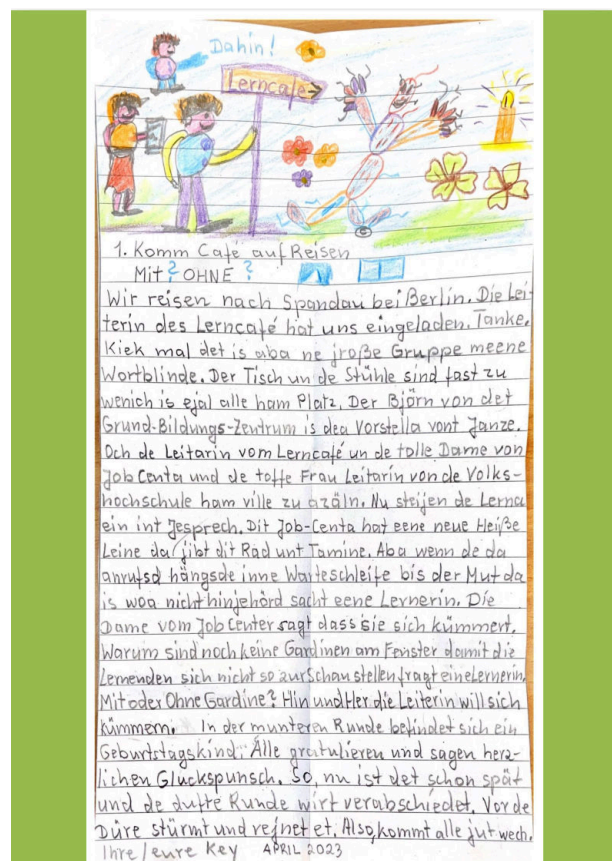 Dahin!
Lerncafe →
1. Komm Café auf Reisen
Mit? OHNE?
Wir reisen nach Spandau bei Berlin. Die Lei-
terin des Lerncafé hat uns eingeladen. Tanke.
Kiek mal det is aba ne jroße Gruppe meene
Wortblinde. Der Tisch un de Stühle sind fast zu
wenich is ejal alle ham Platz. Der Björn von det
Grund-Bildungs-Zentrum is dea Vorstella vont Janze.
Och de Leitarin vom Lerncafé un de tolle Dame von
Job Centa und de toffe Frau Leitarin von de Volks-
hochschule ham ville zu azäln. Nu steijen de Lerna
ein int Jesprech. Dit Job-Centa hat eene neue Heiße
Leine da jibt dit Rad unt Tamine. Aba wenn de da
anrufsd hängsde inne Warteschleife bis der Mut da
is woa nicht hinjehörd sacht eene Lernerin. Die
Dame vom Job Center sagt dass sie sich kümmert.
Warum sind noch keine Gardinen am Fenster damit die
Lernenden sich nicht so zur Schau stellen fragt eine Lernerin.
Mit oder Ohne Gardine? Hin und Her die Leiterin will sich
kümmern. In der munteren Runde befindet sich ein
Geburtstagskind. Alle gratulieren und sagen herz-
lichen Gluckspunsch. So, nu ist det schon spät
und de dufte Runde wirt verabschiedet. Vor de
Düre stürmt und rejnet et. Also, kommt alle jut wech.
Ihre/eure Key APRIL 2023